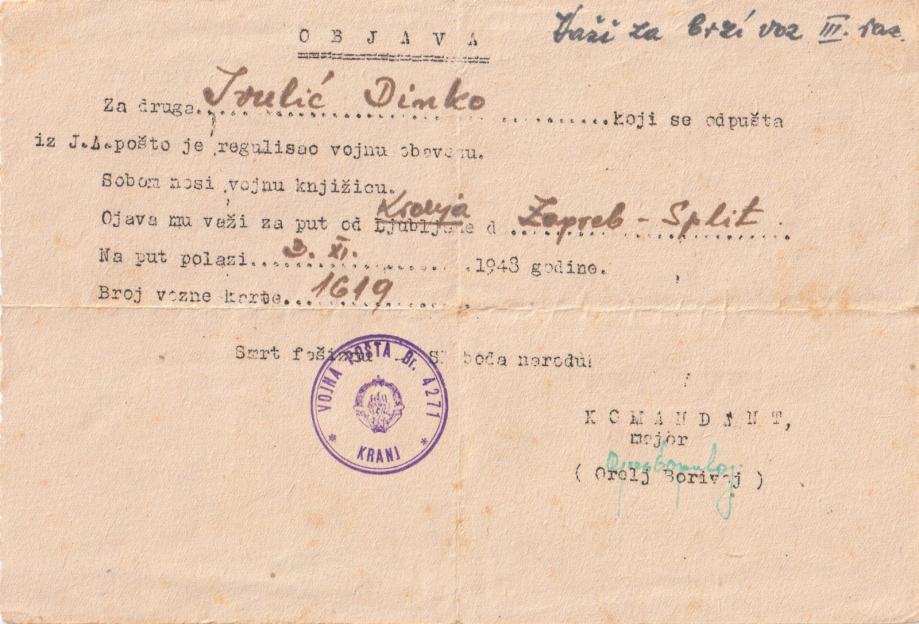 Važi za brzi voz III. raz.
O B J A V A
Za druga Ivulić Dinko koji se odpušta
iz J.A.pošto je regulisao vojnu obavezu.
Sobom nosi vojnu knjižicu.
Kranja
Ojava mu važi za put od Ljubljane d Zagreb - Split
Na put polazi 3. XI. 1948 godine.
Broj vozne karte 1619
Smrt fašizmu Sloboda narodu!
VOJNA POŠTA Br. 4271
* KRANJ *
K O M A N D A N T,
major
( Orelj Borivoj )